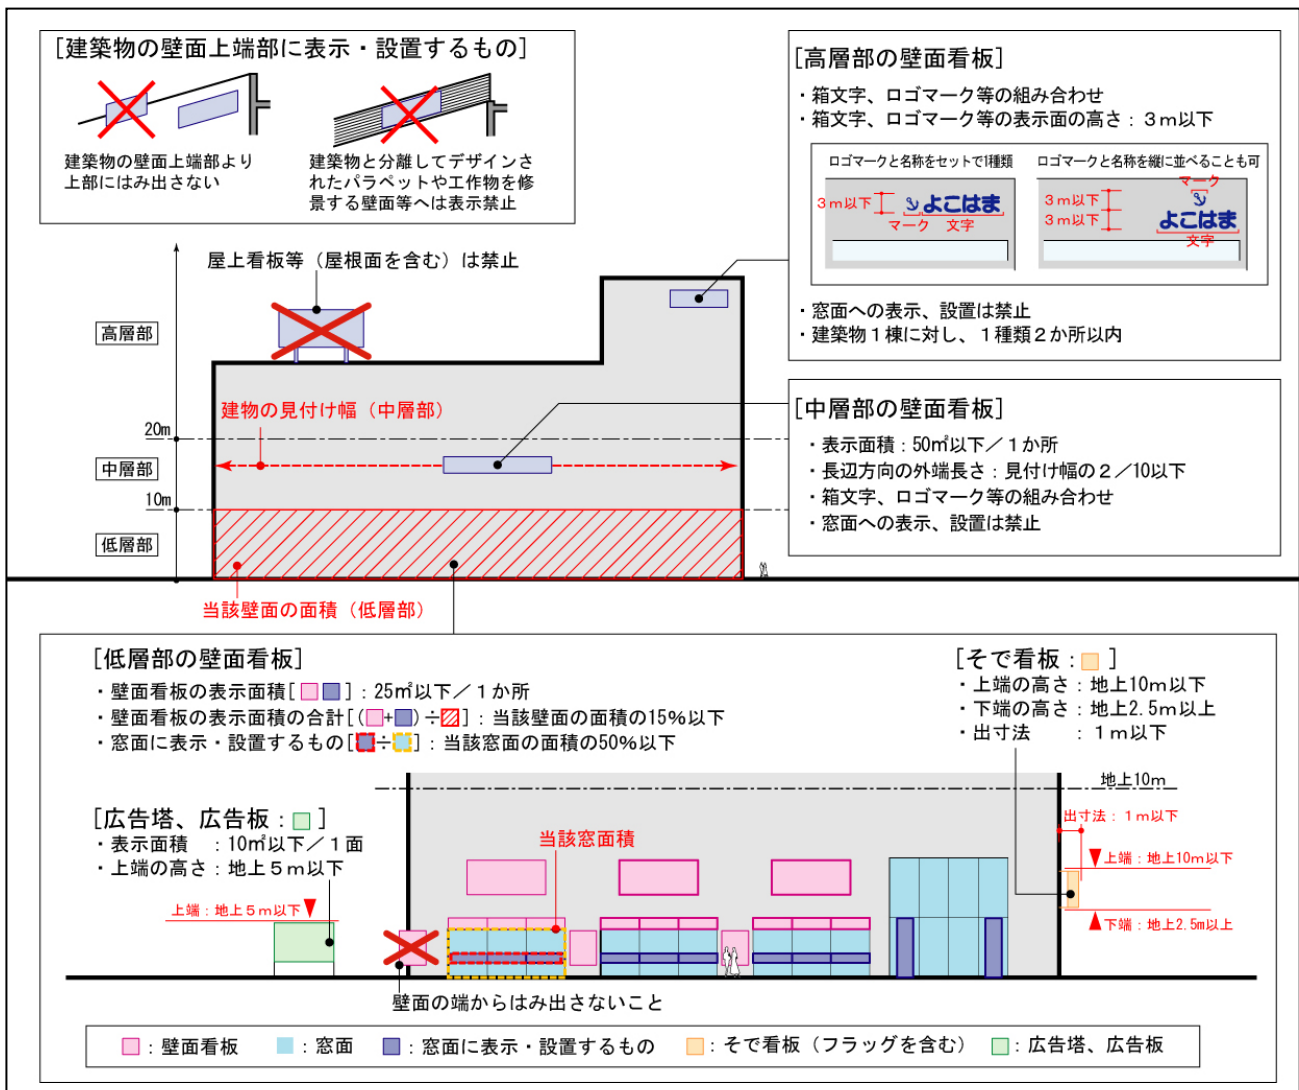 [建築物の壁面上端部に表示・設置するもの]
建築物の壁面上端部より
上部にはみ出さない
建築物と分離してデザインさ
れたパラペットや工作物を修
景する壁面等へは表示禁止
[高層部の壁面看板]
・箱文字、ロゴマーク等の組み合わせ
・箱文字、ロゴマーク等の表示面の高さ：３ｍ以下
ロゴマークと名称をセットで1種類
３ｍ以下
よこはま
マーク 文字
ロゴマークと名称を縦に並べることも可
マーク
３ｍ以下
３ｍ以下
よこはま
文字
・窓面への表示、設置は禁止
・建築物１棟に対し、１種類２か所以内
屋上看板等（屋根面を含む）は禁止
高層部
建物の見付け幅（中層部）
20m
中層部
10m
低層部
当該壁面の面積（低層部）
[中層部の壁面看板]
・表示面積：50㎡以下／１か所
・長辺方向の外端長さ：見付け幅の２／10以下
・箱文字、ロゴマーク等の組み合わせ
・窓面への表示、設置は禁止
[低層部の壁面看板]
・壁面看板の表示面積[ ]：25㎡以下／１か所
・壁面看板の表示面積の合計[( + )÷ ]：当該壁面の面積の15%以下
・窓面に表示・設置するもの[ ÷ ]：当該窓面の面積の50%以下
[そで看板： ]
・上端の高さ：地上10ｍ以下
・下端の高さ：地上2.5ｍ以上
・出寸法 ：１ｍ以下
[広告塔、広告板： ]
・表示面積 ：10㎡以下／１面
・上端の高さ：地上５ｍ以下
上端：地上５ｍ以下
当該窓面積
地上10m
出寸法：１ｍ以下
上端：地上10ｍ以下
下端：地上2.5m以上
壁面の端からはみ出さないこと
：壁面看板 ：窓面 ：窓面に表示・設置するもの ：そで看板（フラッグを含む） ：広告塔、広告板